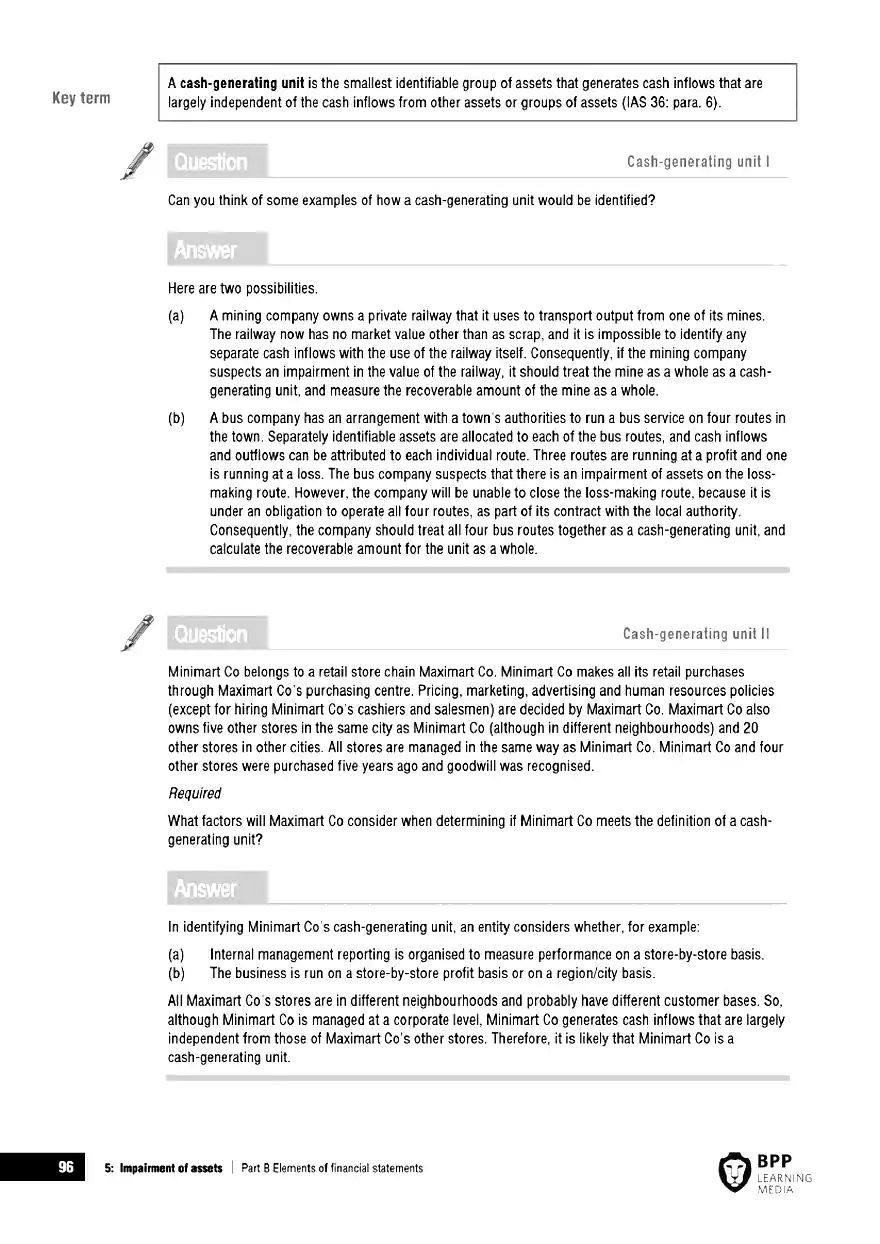 Key term
A cash-generating unit is the smallest identifiable group of assets that generates cash inflows that are
largely independent of the cash inflows from other assets or groups of assets (IAS 36: para. 6).
Question
Cash-generating unit I
Can you think of some examples of how a cash-generating unit would be identified?
Answer
Here are two possibilities.
(a) A mining company owns a private railway that it uses to transport output from one of its mines.
The railway now has no market value other than as scrap, and it is impossible to identify any
separate cash inflows with the use of the railway itself. Consequently, if the mining company
suspects an impairment in the value of the railway, it should treat the mine as a whole as a cash-
generating unit, and measure the recoverable amount of the mine as a whole.
(b) A bus company has an arrangement with a town's authorities to run a bus service on four routes in
the town. Separately identifiable assets are allocated to each of the bus routes, and cash inflows
and outflows can be attributed to each individual route. Three routes are running at a profit and one
is running at a loss. The bus company suspects that there is an impairment of assets on the loss-
making route. However, the company will be unable to close the loss-making route, because it is
under an obligation to operate all four routes, as part of its contract with the local authority.
Consequently, the company should treat all four bus routes together as a cash-generating unit, and
calculate the recoverable amount for the unit as a whole.
Question
Cash-generating unit II
Minimart Co belongs to a retail store chain Maximart Co. Minimart Co makes all its retail purchases
through Maximart Co's purchasing centre. Pricing, marketing, advertising and human resources policies
(except for hiring Minimart Co's cashiers and salesmen) are decided by Maximart Co. Maximart Co also
owns five other stores in the same city as Minimart Co (although in different neighbourhoods) and 20
other stores in other cities. All stores are managed in the same way as Minimart Co. Minimart Co and four
other stores were purchased five years ago and goodwill was recognised.
Required
What factors will Maximart Co consider when determining if Minimart Co meets the definition of a cash-
generating unit?
Answer
In identifying Minimart Co's cash-generating unit, an entity considers whether, for example:
(a) Internal management reporting is organised to measure performance on a store-by-store basis.
(b) The business is run on a store-by-store profit basis or on a region/city basis.
All Maximart Co's stores are in different neighbourhoods and probably have different customer bases. So,
although Minimart Co is managed at a corporate level, Minimart Co generates cash inflows that are largely
independent from those of Maximart Co's other stores. Therefore, it is likely that Minimart Co is a
cash-generating unit.
96 5: Impairment of assets | Part B Elements of financial statements
BPP
LEARNING
MEDIA